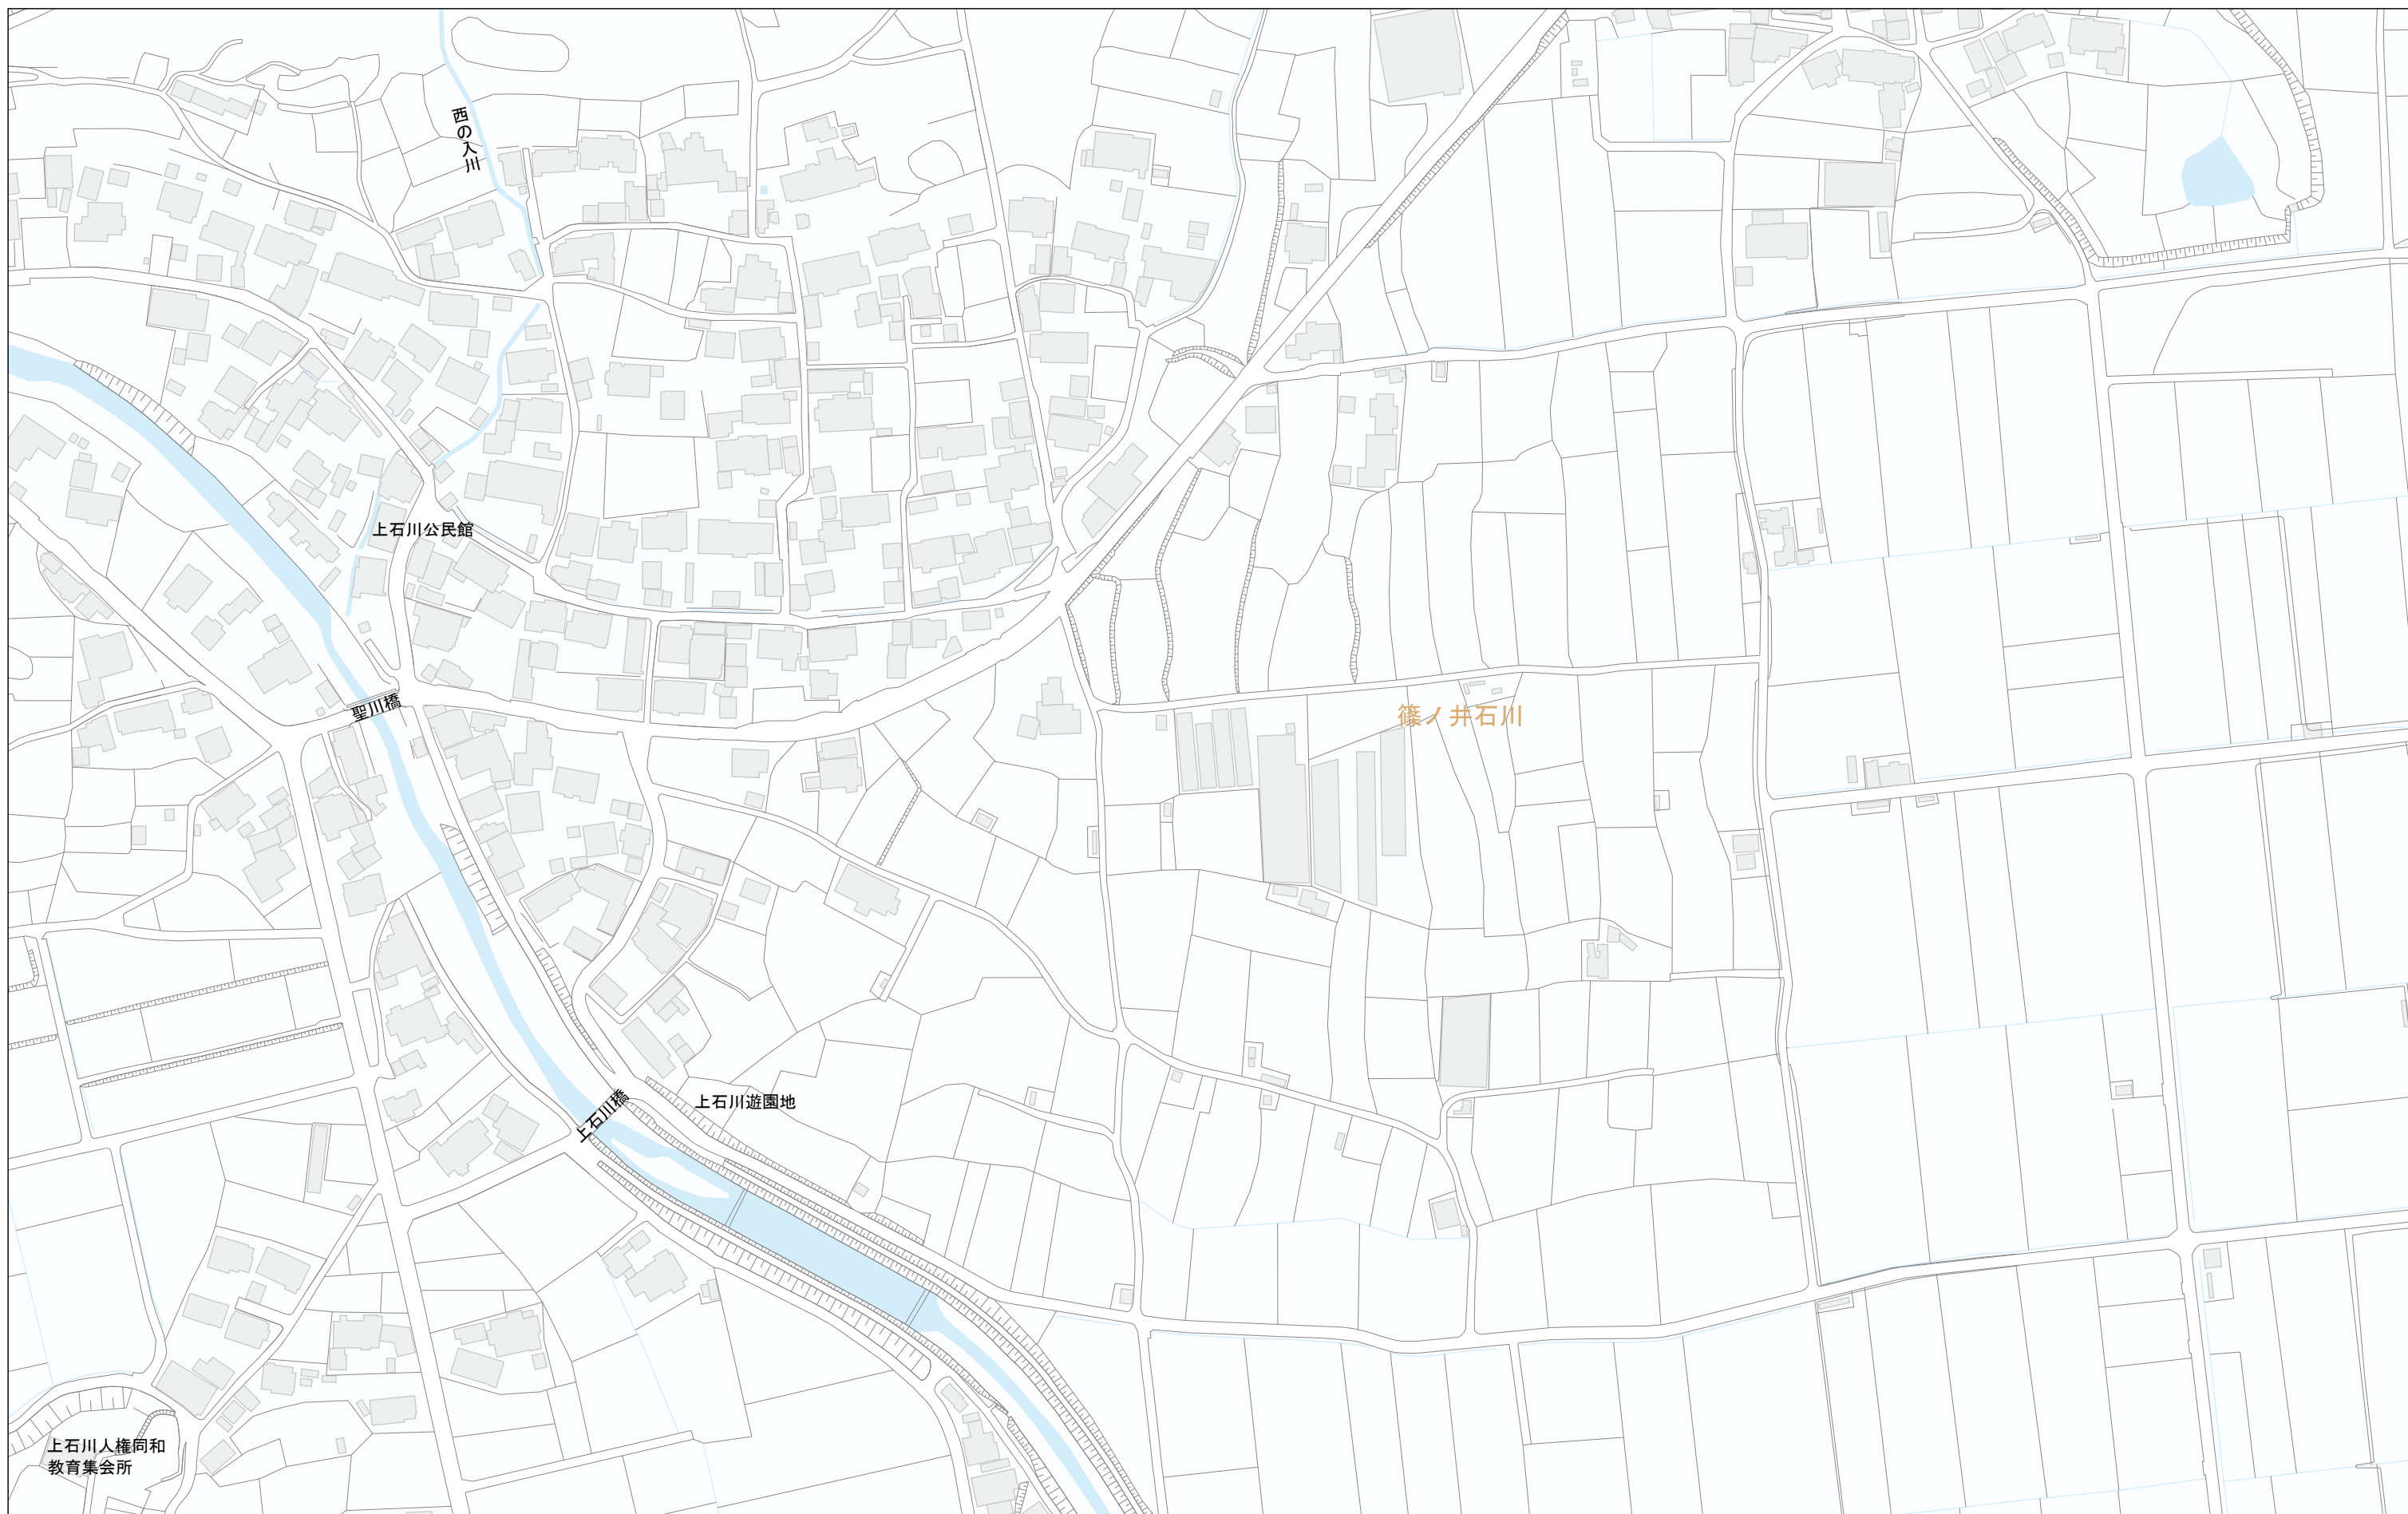 西の入川
上石川公民館
聖川橋
篠ノ井石川
上石川橋
上石川遊園地
上石川人権同和
教育集会所